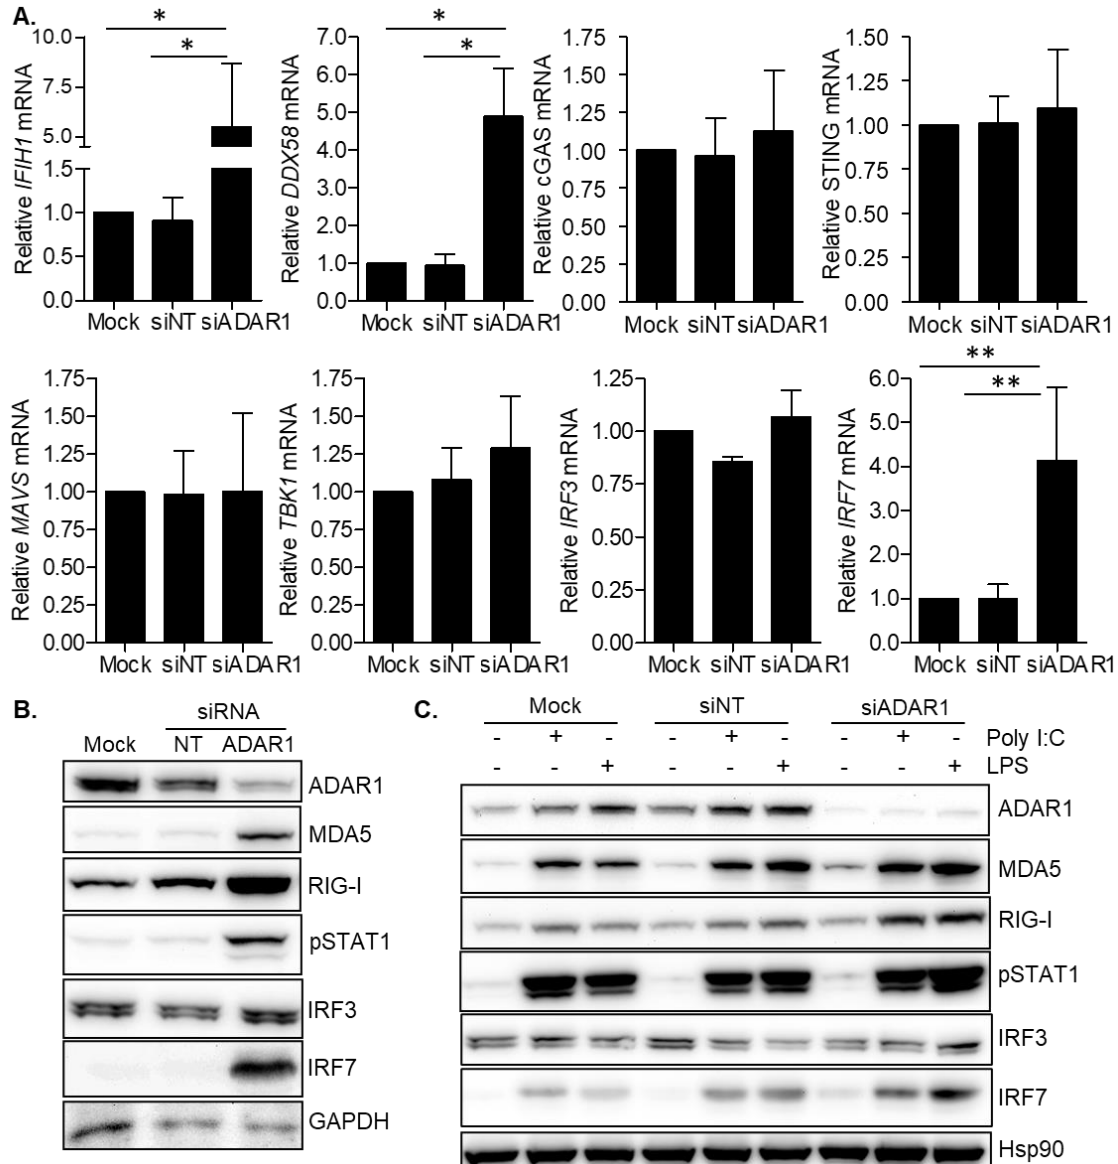 A.
* * * *
10.0 7.0 1.75 1.50
7.5 6.0 1.50 1.25
5.0 5.0 1.25 1.00
1.5 4.0 1.00 0.75
1.0 3.0 0.75 0.50
0.5 2.0 0.50 0.25
0.0 1.0 0.25 0.00
0.0 0.00
Relative IFIH1 mRNA
Relative DDX58 mRNA
Relative cGAS mRNA
Relative STING mRNA
Mock siNT siADAR1 Mock siNT siADAR1 Mock siNT siADAR1 Mock siNT siADAR1
** **
1.75 1.75 1.25 6.0
1.50 1.50 1.00 4.0
1.25 1.25 0.75 2.0
1.00 1.00 0.50 1.0
0.75 0.75 0.25 0.0
0.50 0.50 0.00
0.25 0.25
0.00 0.00
Relative MAVS mRNA
Relative TBK1 mRNA
Relative IRF3 mRNA
Relative IRF7 mRNA
Mock siNT siADAR1 Mock siNT siADAR1 Mock siNT siADAR1 Mock siNT siADAR1
B.
siRNA
Mock NT ADAR1
ADAR1
MDA5
RIG-I
pSTAT1
IRF3
IRF7
GAPDH
C.
Mock siNT siADAR1
- + - - + - - + - Poly I:C
- - + - - + - - + LPS
ADAR1
MDA5
RIG-I
pSTAT1
IRF3
IRF7
Hsp90